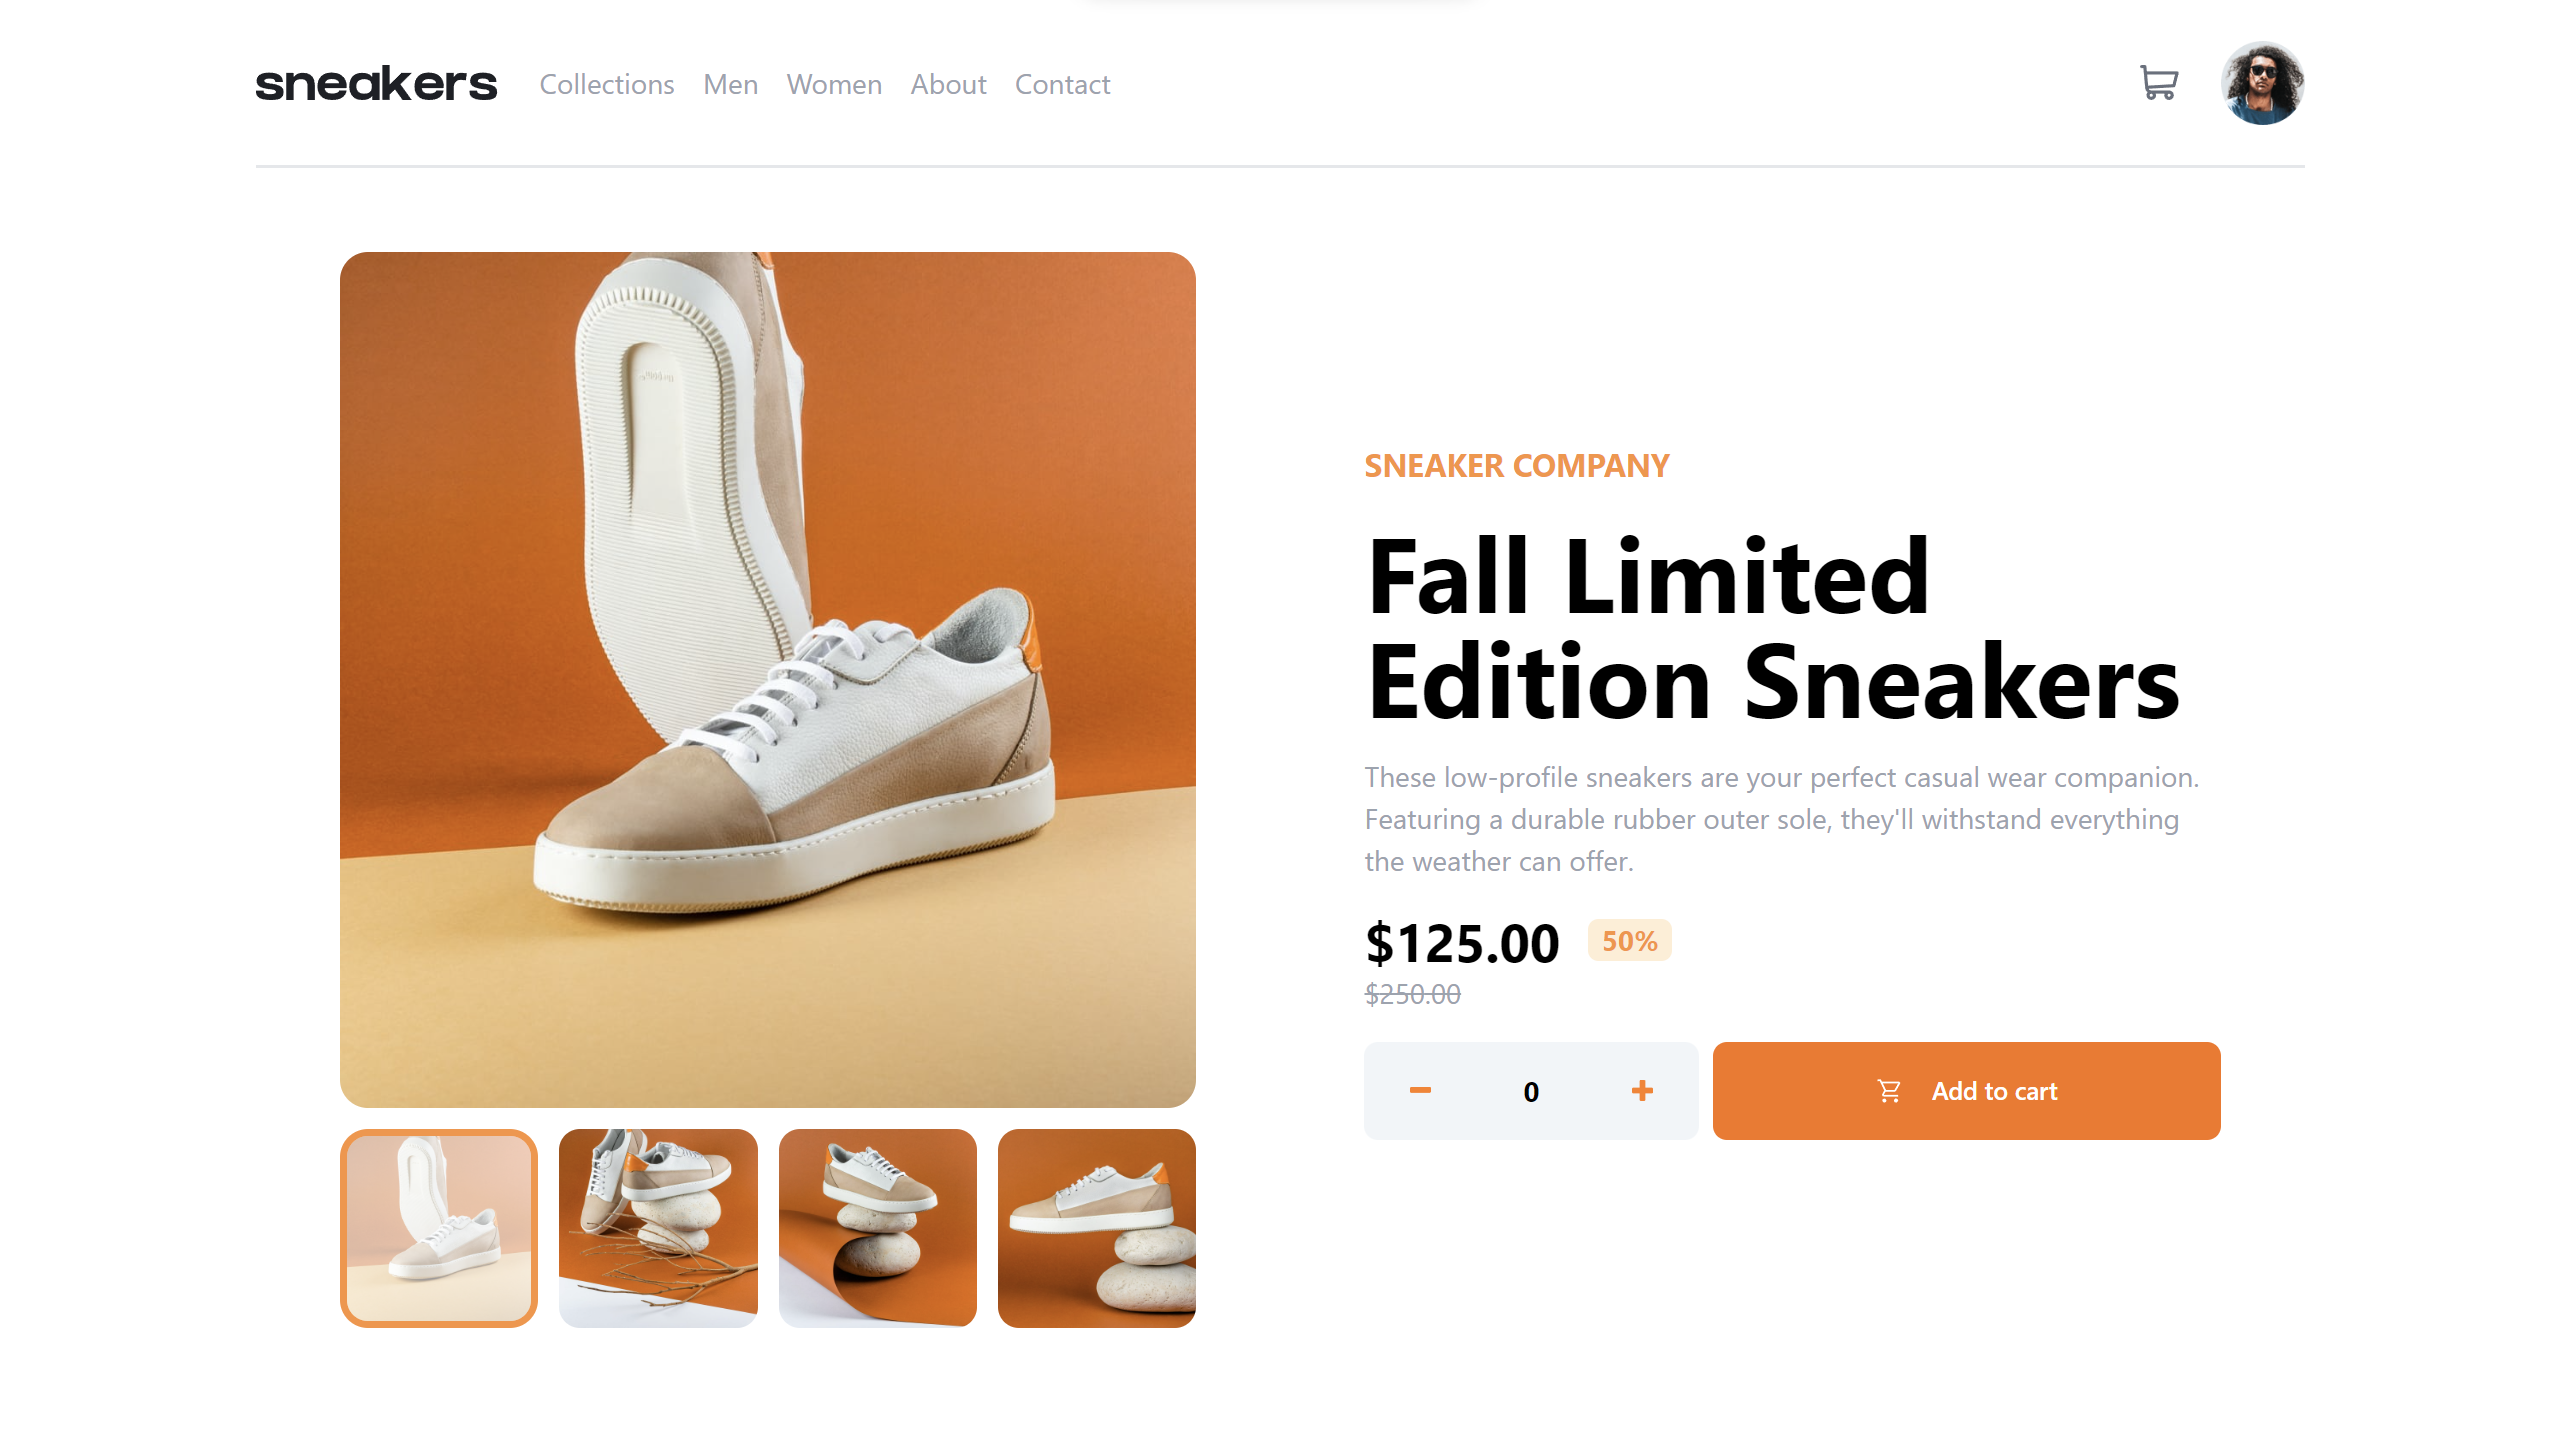 sneakers
Collections Men Women About Contact
SNEAKER COMPANY
Fall Limited
Edition Sneakers
These low-profile sneakers are your perfect casual wear companion.
Featuring a durable rubber outer sole, they'll withstand everything
the weather can offer.
$125.00 50%
$250.00
0
Add to cart